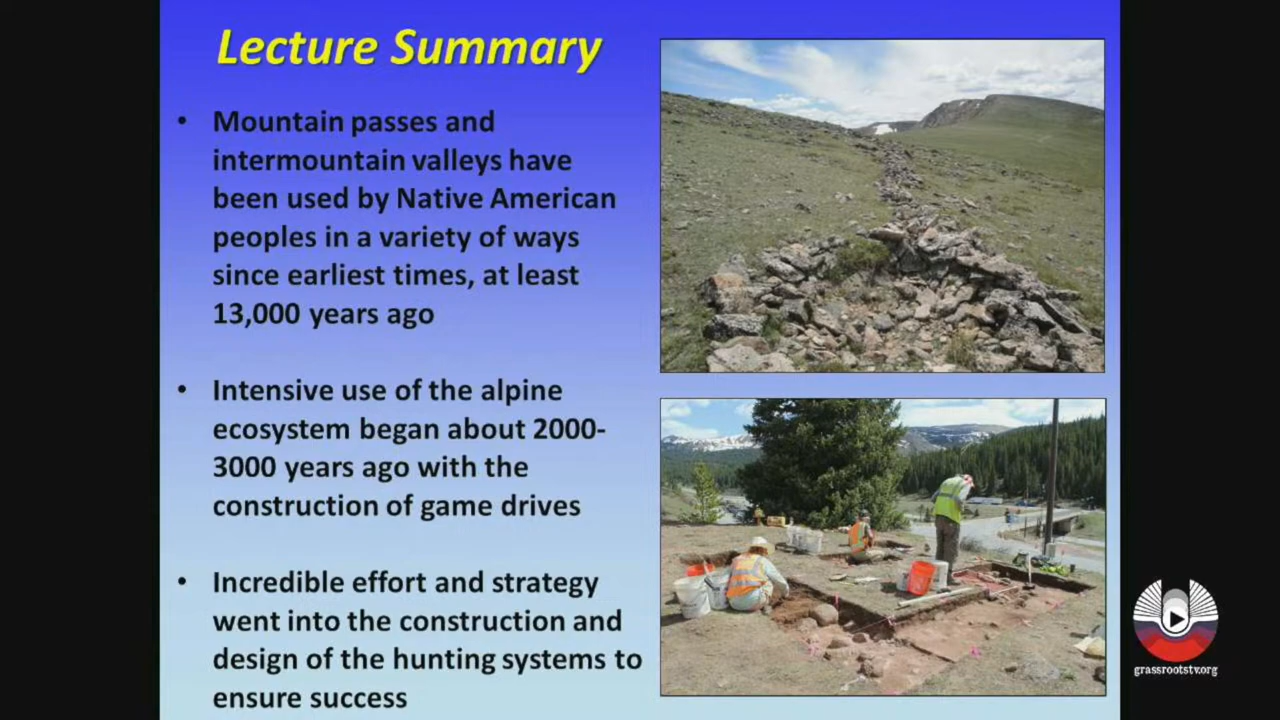 Lecture Summary
• Mountain passes and
intermountain valleys have
been used by Native American
peoples in a variety of ways
since earliest times, at least
13,000 years ago
• Intensive use of the alpine
ecosystem began about 2000-
3000 years ago with the
construction of game drives
• Incredible effort and strategy
went into the construction and
design of the hunting systems to
ensure success
grassrootstv.org